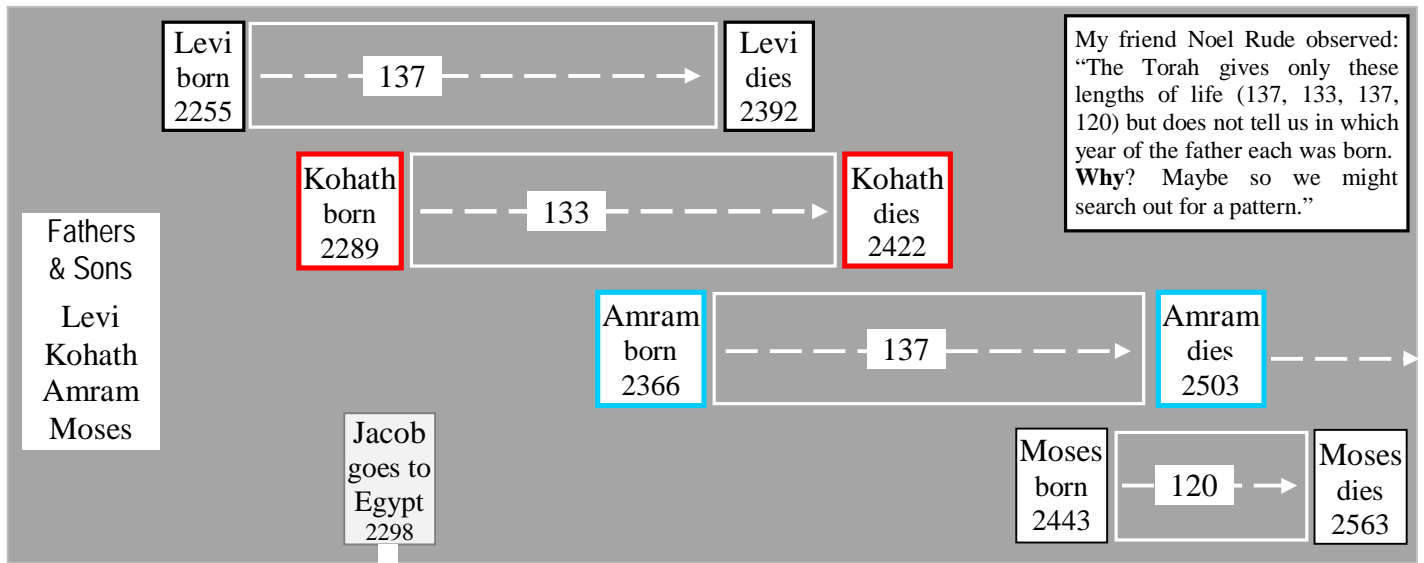 Levi
born
2255
137
Levi
dies
2392
My friend Noel Rude observed:
“The Torah gives only these
lengths of life (137, 133, 137,
120) but does not tell us in which
year of the father each was born.
Why? Maybe so we might
search out for a pattern.”
Kohath
born
2289
133
Kohath
dies
2422
Fathers
& Sons
Levi
Kohath
Amram
Moses
Amram
born
2366
137
Amram
dies
2503
Jacob
goes to
Egypt
2298
Moses
born
2443
120
Moses
dies
2563